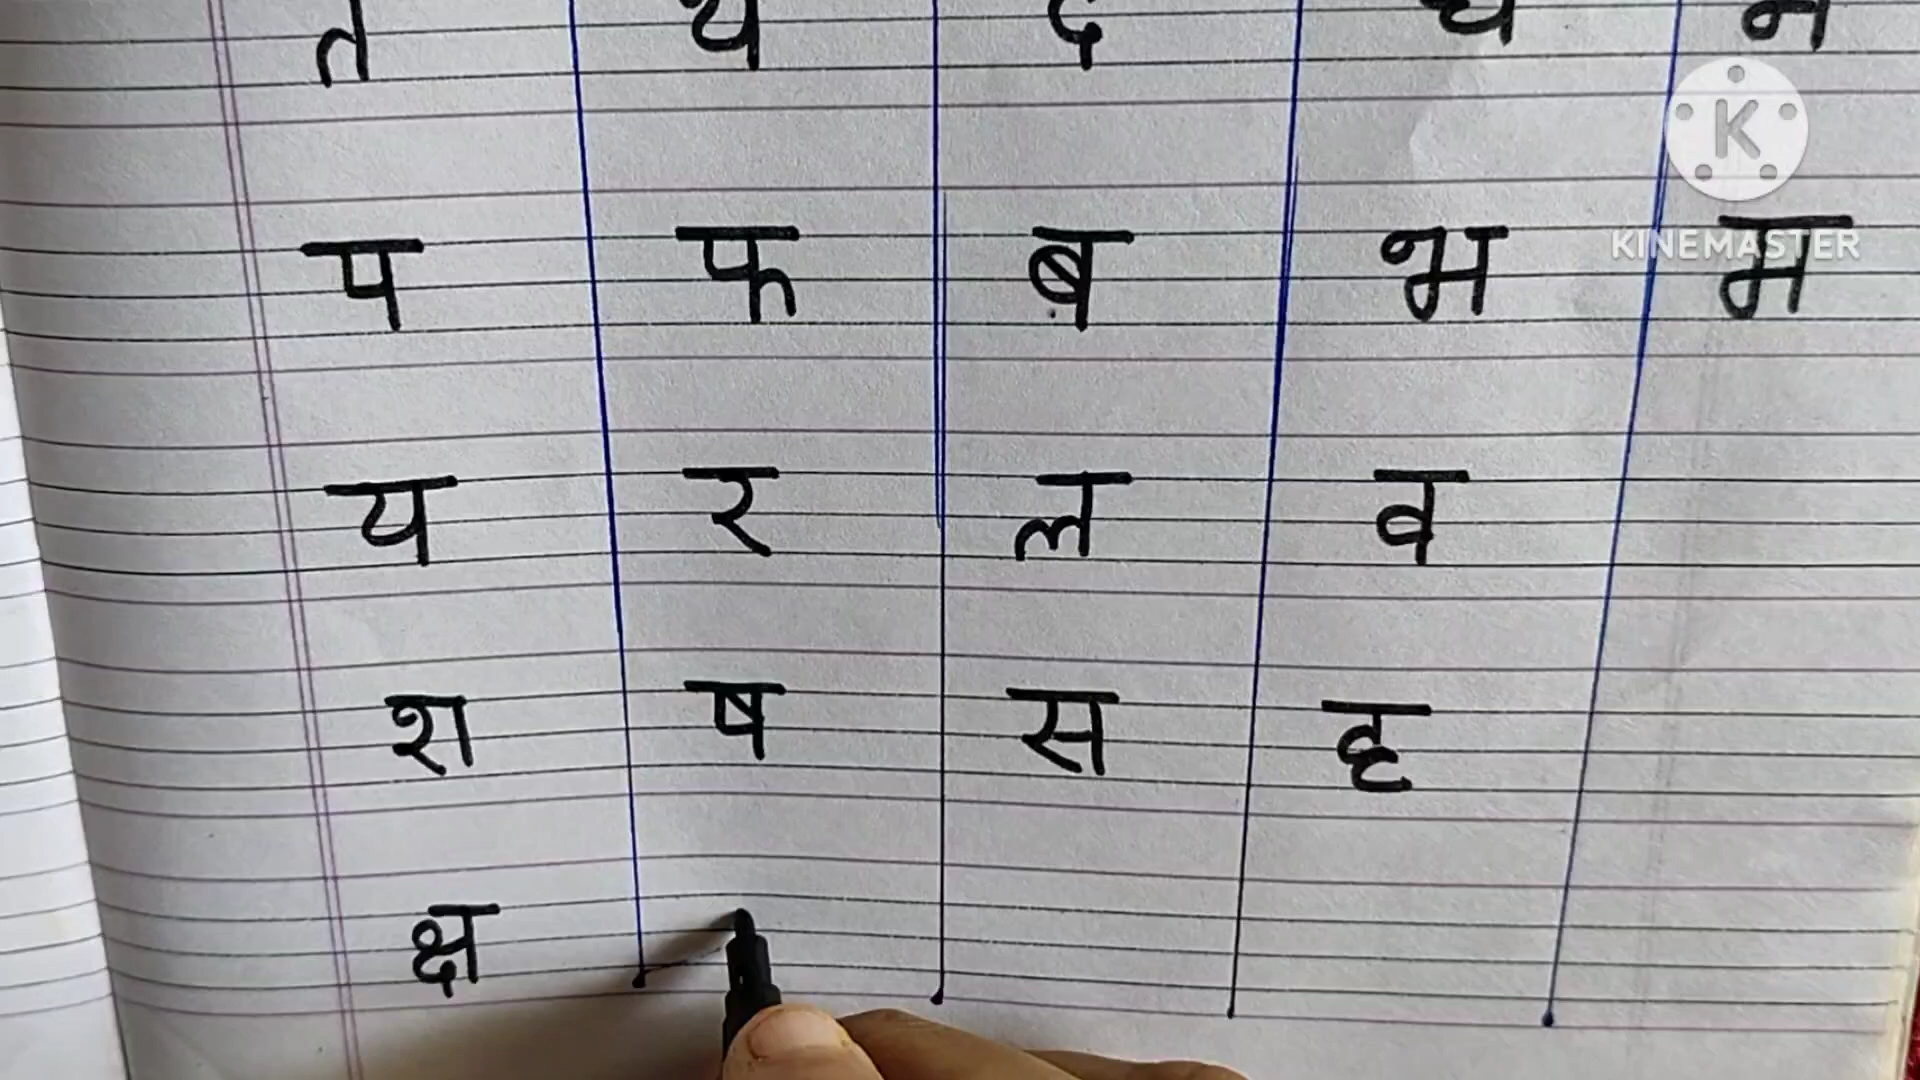 त थ द ध न
प फ ब भ म
य र ल व
श ष स ह
क्ष
K
KINEMASTER